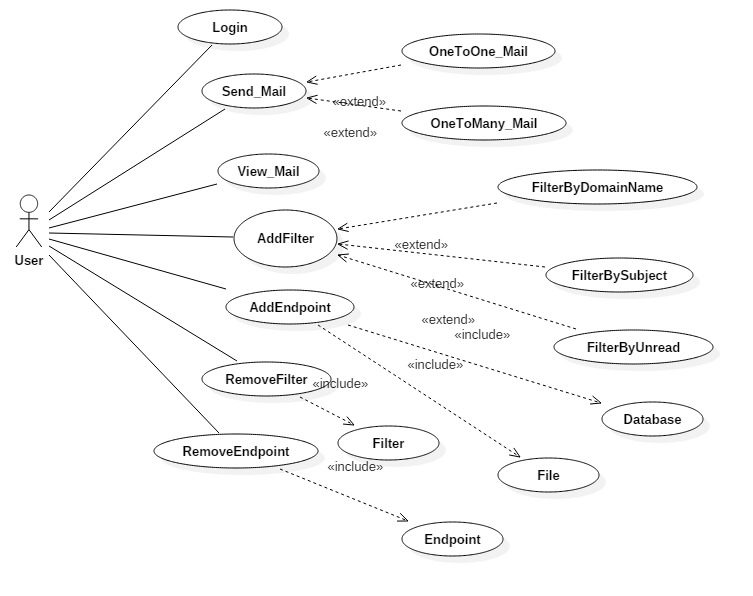 Login
OneToOne_Mail
Send_Mail
«extend»
OneToMany_Mail
«extend»
View_Mail
FilterByDomainName
AddFilter
«extend»
User
FilterBySubject
«extend»
AddEndpoint
«extend»
«include»
FilterByUnread
«include»
RemoveFilter
«include»
Database
Filter
RemoveEndpoint
«include»
File
Endpoint